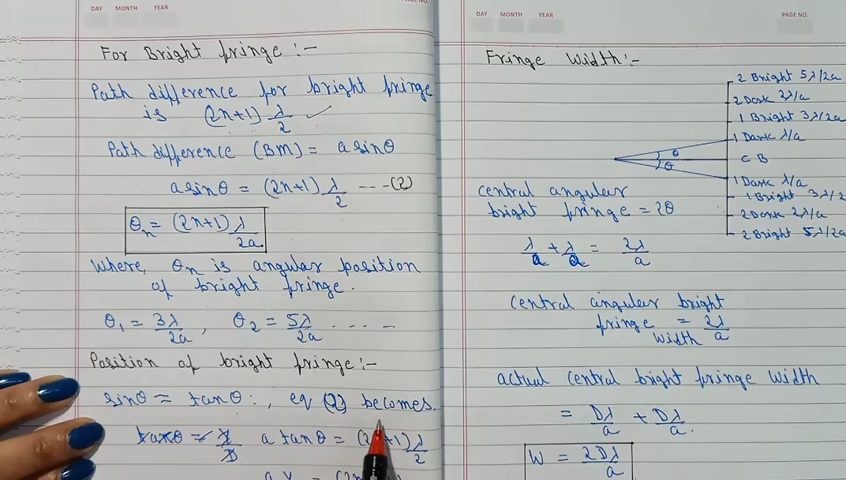 DAY MONTH YEAR
PAGE NO.
For Bright fringe :-
Path difference for bright fringe
is (2n+1) λ/2 ✓
Path difference (BM) = a sinθ
a sinθ = (2n+1) λ/2 --- (2)
θn = (2n+1) λ/2a
Where, θn is angular position
of bright fringe.
θ1 = 3λ/2a , θ2 = 5λ/2a ....
Position of bright fringe :-
sinθ ≈ tanθ :, eq (2) becomes
a tanθ = (2n+1) λ/2
DAY MONTH YEAR
PAGE NO.
Fringe Width :-
2 Bright 5λ/2a
2 Dark 2λ/a
1 Bright 3λ/2a
1 Dark λ/a
θ
C B
θ
1 Dark λ/a
1 Bright 3λ/2
2 Dark 2λ/a
2 Bright 5λ/2a
central angular
bright fringe = 2θ
λ/a + λ/a = 2λ/a
central angular bright
fringe width = 2λ/a
actual central bright fringe width
= Dλ/a + Dλ/a.
W = 2Dλ/a